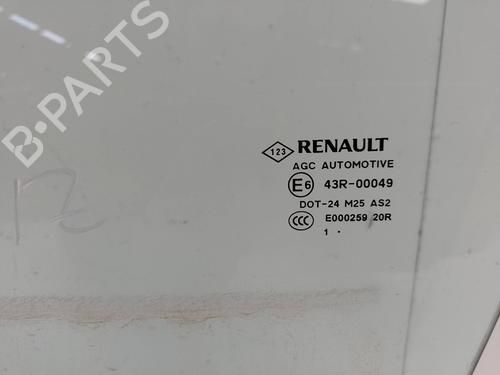 B-PARTS
123 RENAULT
AGC AUTOMOTIVE
E6 43R-00049
DOT-24 M25 AS2
CCC E000259 20R
1 .